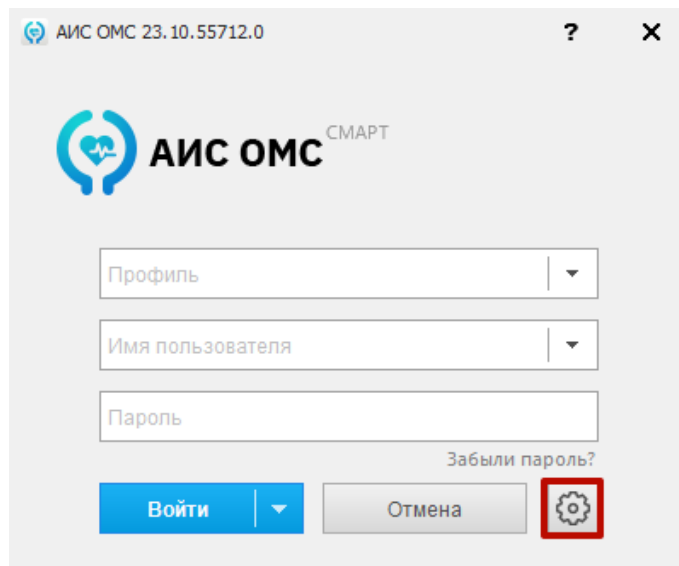 АИС ОМС 23.10.55712.0 ?
АИС ОМС СМАРТ
Профиль
Имя пользователя
Пароль
Забыли пароль?
Войти Отмена